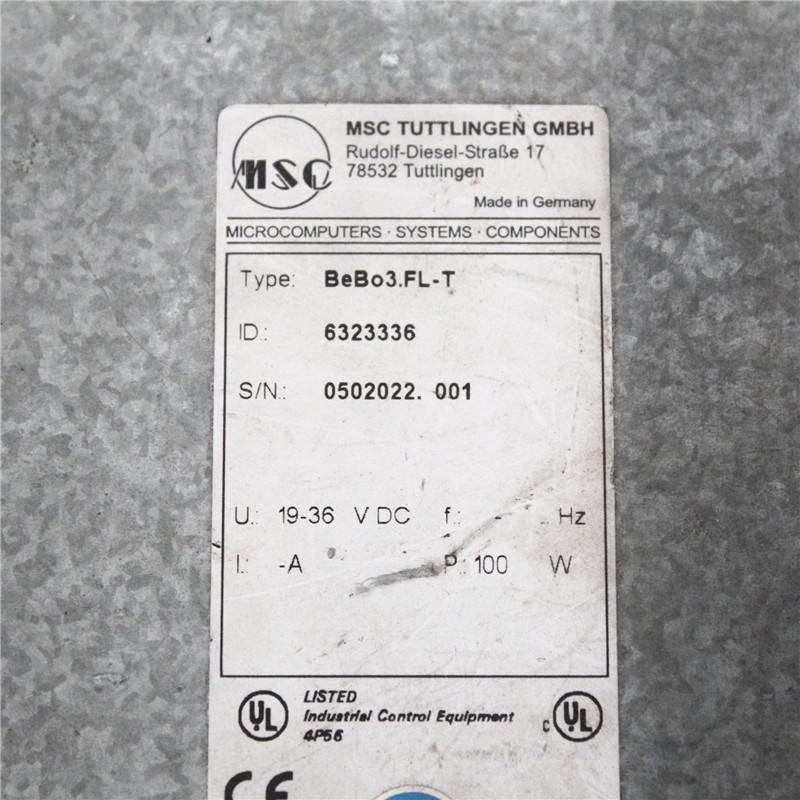 MSC
MSC TUTTLINGEN GMBH
Rudolf-Diesel-Straße 17
78532 Tuttlingen
Made in Germany
MICROCOMPUTERS · SYSTEMS · COMPONENTS
Type: BeBo3.FL-T
ID.: 6323336
S/N.: 0502022. 001
U.: 19-36 V DC f.: - Hz
I.: -A P.: 100 W
UL LISTED
Industrial Control Equipment
4P56
c UL
CE